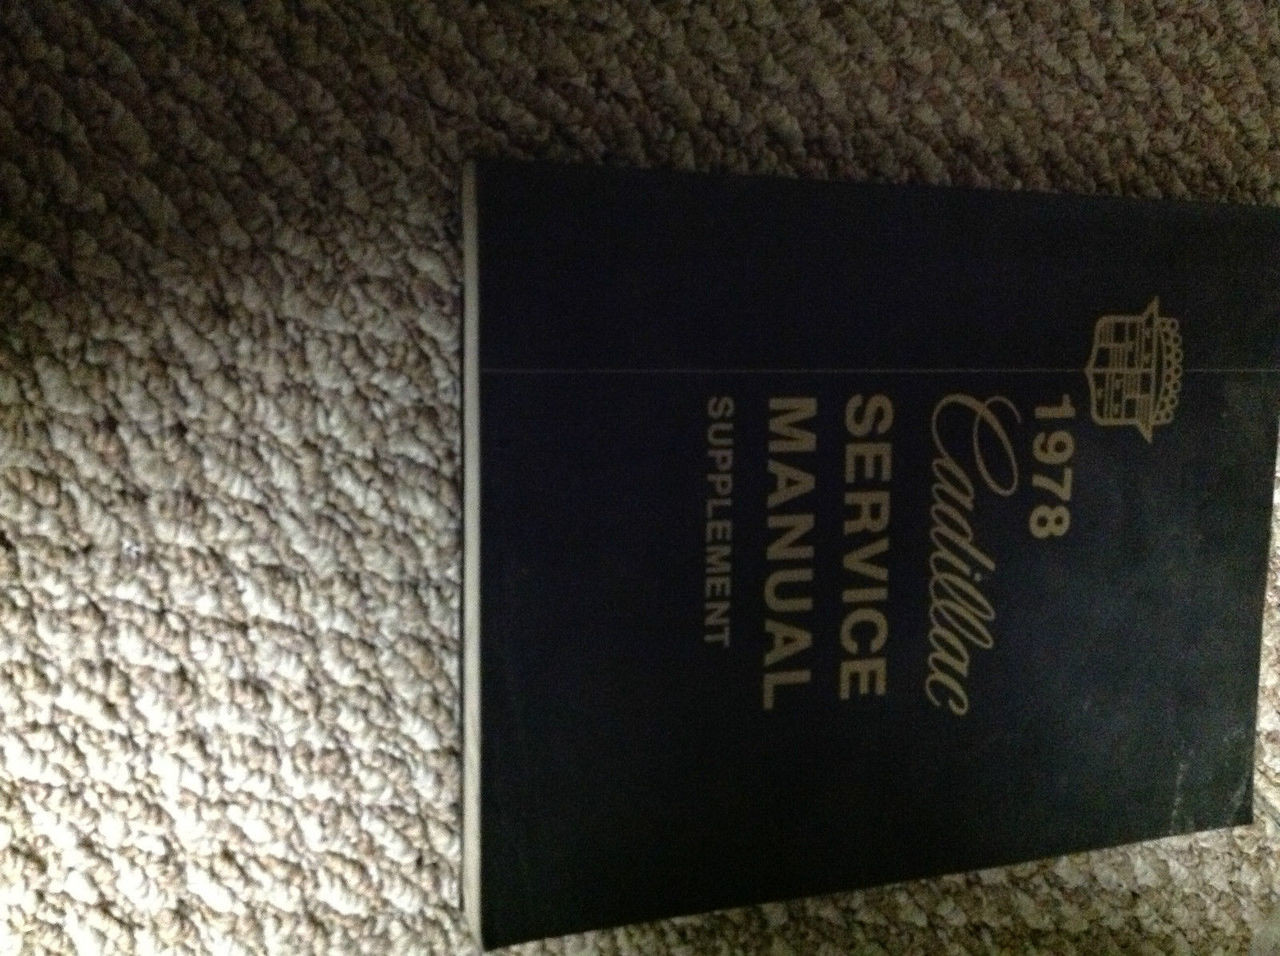 1978
Cadillac
SERVICE
MANUAL
SUPPLEMENT